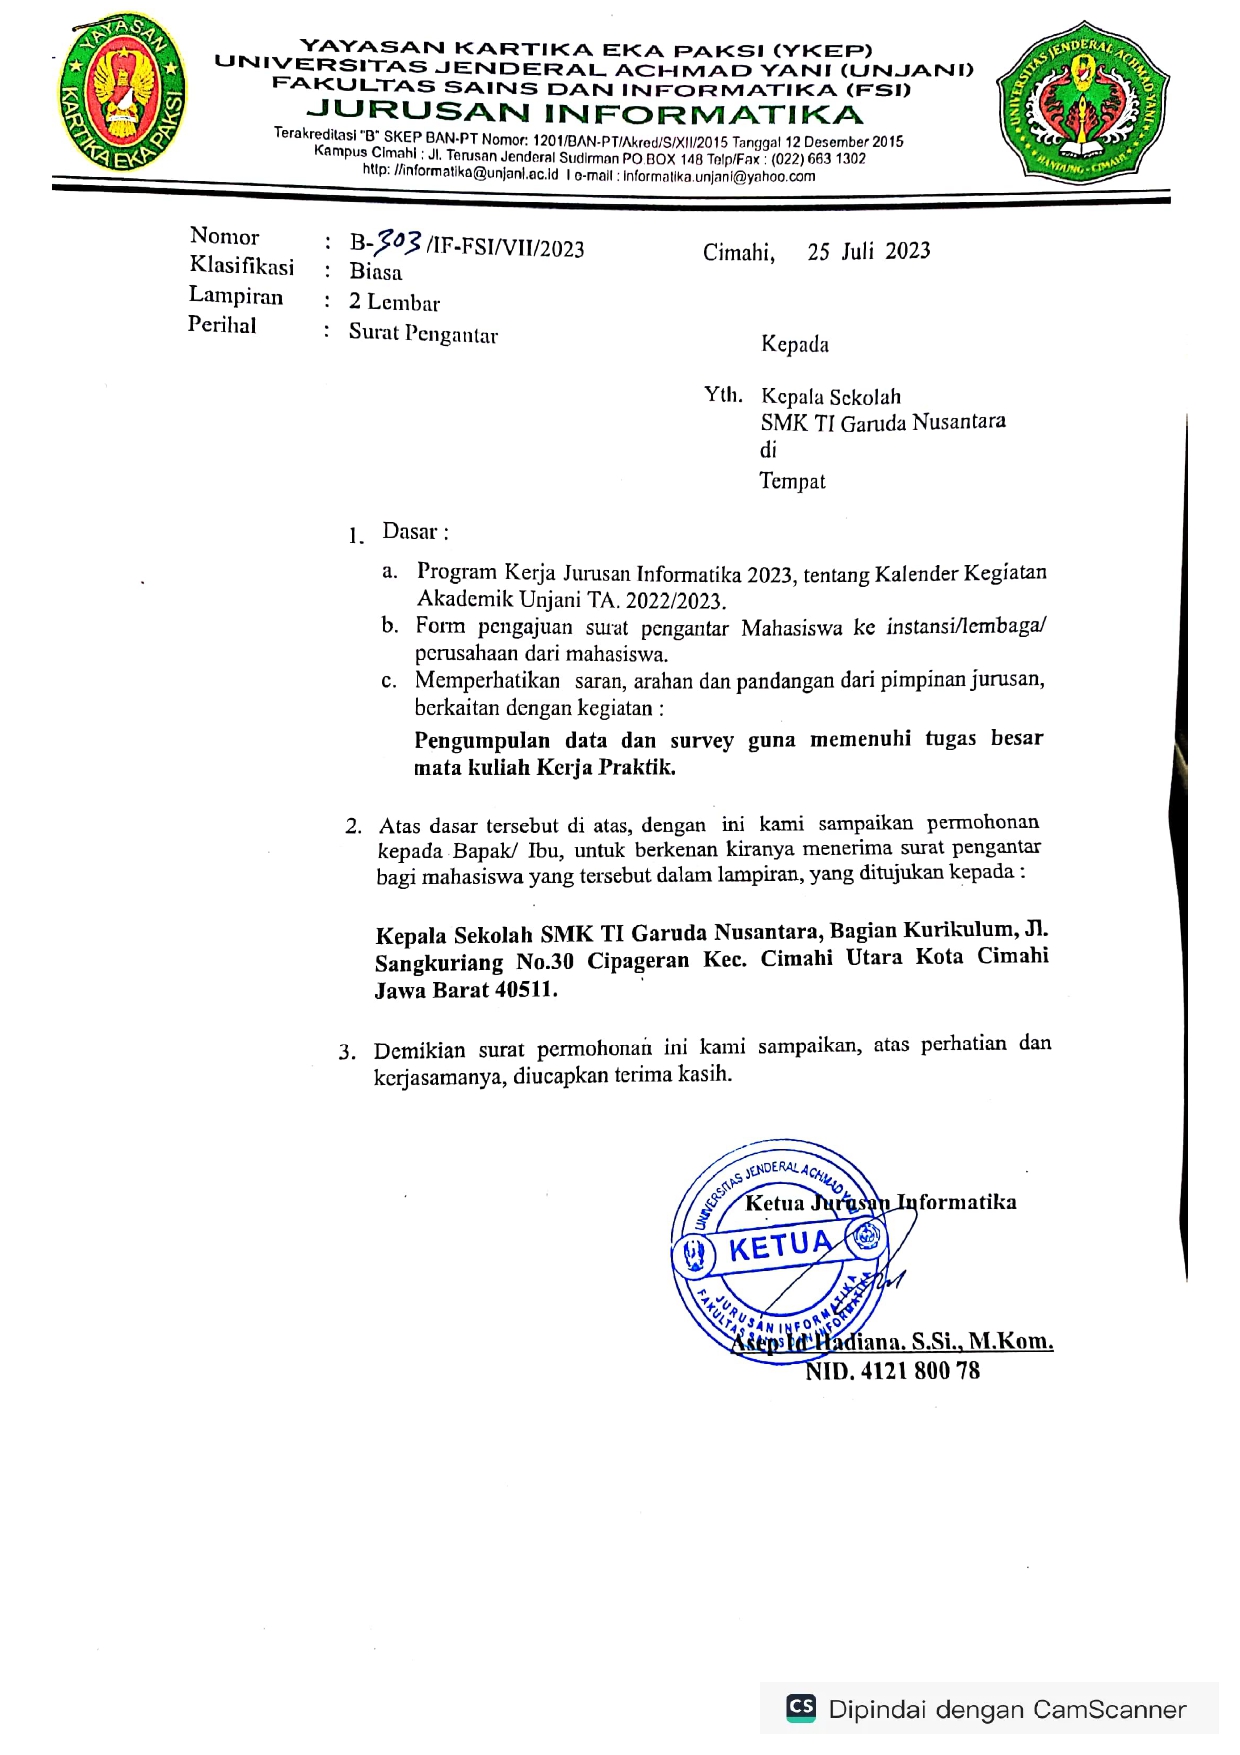 YAYASAN
KARTIKA EKA PAKSI
YAYASAN KARTIKA EKA PAKSI (YKEP)
UNIVERSITAS JENDERAL ACHMAD YANI (UNJANI)
FAKULTAS SAINS DAN INFORMATIKA (FSI)
JURUSAN INFORMATIKA
Terakreditasi "B" SKEP BAN-PT Nomor: 1201/BAN-PT/Akred/S/XII/2015 Tanggal 12 Desember 2015
Kampus Cimahi : Jl. Terusan Jenderal Sudirman PO.BOX 148 Telp/Fax : (022) 663 1302
http: //informatika@unjani.ac.id I e-mail : informatika.unjani@yahoo.com
UNIVERSITAS JENDERAL ACHMAD YANI
BANDUNG - CIMAHI
Nomor : B-303/IF-FSI/VII/2023 Cimahi, 25 Juli 2023
Klasifikasi : Biasa
Lampiran : 2 Lembar
Perihal : Surat Pengantar
Kepada
Yth. Kepala Sekolah
SMK TI Garuda Nusantara
di
Tempat
1. Dasar :
a. Program Kerja Jurusan Informatika 2023, tentang Kalender Kegiatan
Akademik Unjani TA. 2022/2023.
b. Form pengajuan surat pengantar Mahasiswa ke instansi/lembaga/
perusahaan dari mahasiswa.
c. Memperhatikan saran, arahan dan pandangan dari pimpinan jurusan,
berkaitan dengan kegiatan :
Pengumpulan data dan survey guna memenuhi tugas besar
mata kuliah Kerja Praktik.
2. Atas dasar tersebut di atas, dengan ini kami sampaikan permohonan
kepada Bapak/ Ibu, untuk berkenan kiranya menerima surat pengantar
bagi mahasiswa yang tersebut dalam lampiran, yang ditujukan kepada :
Kepala Sekolah SMK TI Garuda Nusantara, Bagian Kurikulum, Jl.
Sangkuriang No.30 Cipageran Kec. Cimahi Utara Kota Cimahi
Jawa Barat 40511.
3. Demikian surat permohonan ini kami sampaikan, atas perhatian dan
kerjasamanya, diucapkan terima kasih.
Ketua Jurusan Informatika
UNIVERSITAS JENDERAL ACHMAD YANI
KETUA
JURUSAN INFORMATIKA
FAKULTAS SAINS DAN INFORMATIKA
Asep Id Hadiana. S.Si., M.Kom.
NID. 4121 800 78
CS Dipindai dengan CamScanner